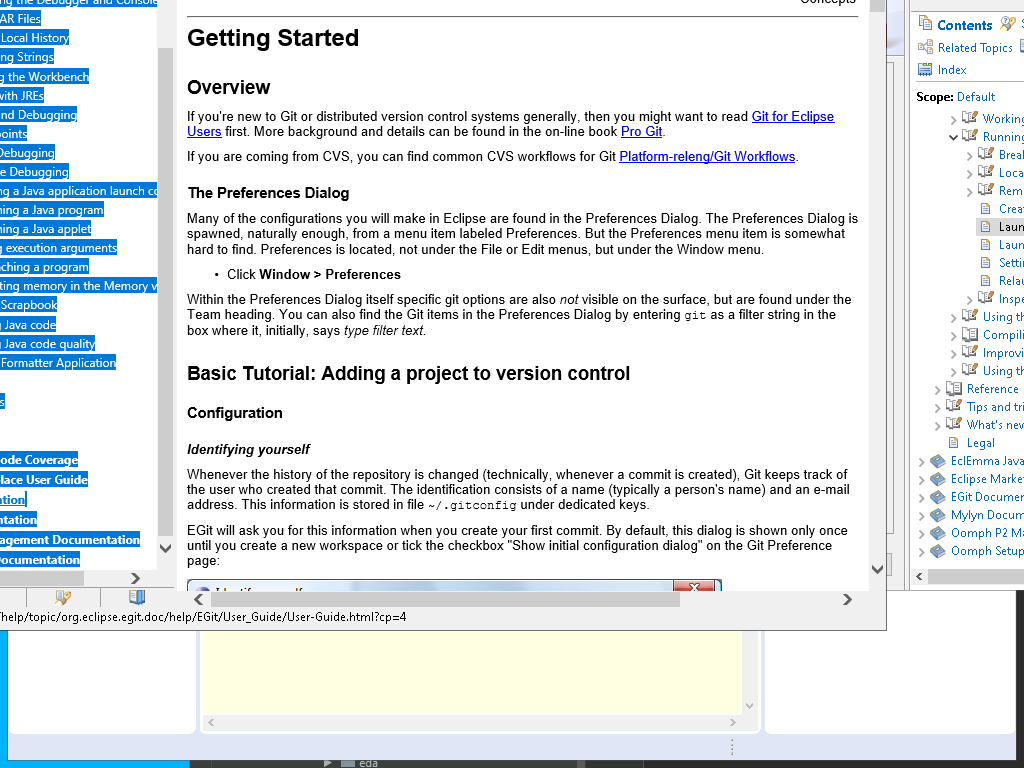 ng the Debugger and Console
AR Files
Local History
ng Strings
g the Workbench
with JREs
nd Debugging
points
Debugging
e Debugging
ng a Java application launch co
ning a Java program
ning a Java applet
g execution arguments
ching a program
ting memory in the Memory v
Scrapbook
g Java code
g Java code quality
Formatter Application
s
ode Coverage
place User Guide
ation
ntation
agement Documentation
Documentation
Concepts
Getting Started
Overview
If you're new to Git or distributed version control systems generally, then you might want to read Git for Eclipse
Users first. More background and details can be found in the on-line book Pro Git.
If you are coming from CVS, you can find common CVS workflows for Git Platform-releng/Git Workflows.
The Preferences Dialog
Many of the configurations you will make in Eclipse are found in the Preferences Dialog. The Preferences Dialog is
spawned, naturally enough, from a menu item labeled Preferences. But the Preferences menu item is somewhat
hard to find. Preferences is located, not under the File or Edit menus, but under the Window menu.
• Click Window > Preferences
Within the Preferences Dialog itself specific git options are also not visible on the surface, but are found under the
Team heading. You can also find the Git items in the Preferences Dialog by entering git as a filter string in the
box where it, initially, says type filter text.
Basic Tutorial: Adding a project to version control
Configuration
Identifying yourself
Whenever the history of the repository is changed (technically, whenever a commit is created), Git keeps track of
the user who created that commit. The identification consists of a name (typically a person's name) and an e-mail
address. This information is stored in file ~/.gitconfig under dedicated keys.
EGit will ask you for this information when you create your first commit. By default, this dialog is shown only once
until you create a new workspace or tick the checkbox "Show initial configuration dialog" on the Git Preference
page:
/help/topic/org.eclipse.egit.doc/help/EGit/User_Guide/User-Guide.html?cp=4
Contents
Related Topics
Index
Scope: Default
Working
Running
Break
Loca
Rem
Creat
Laun
Laun
Settin
Relau
Inspe
Using th
Compili
Improvi
Using th
Reference
Tips and tri
What's new
Legal
EclEmma Java
Eclipse Market
EGit Documen
Mylyn Docum
Oomph P2 Ma
Oomph Setup
eda